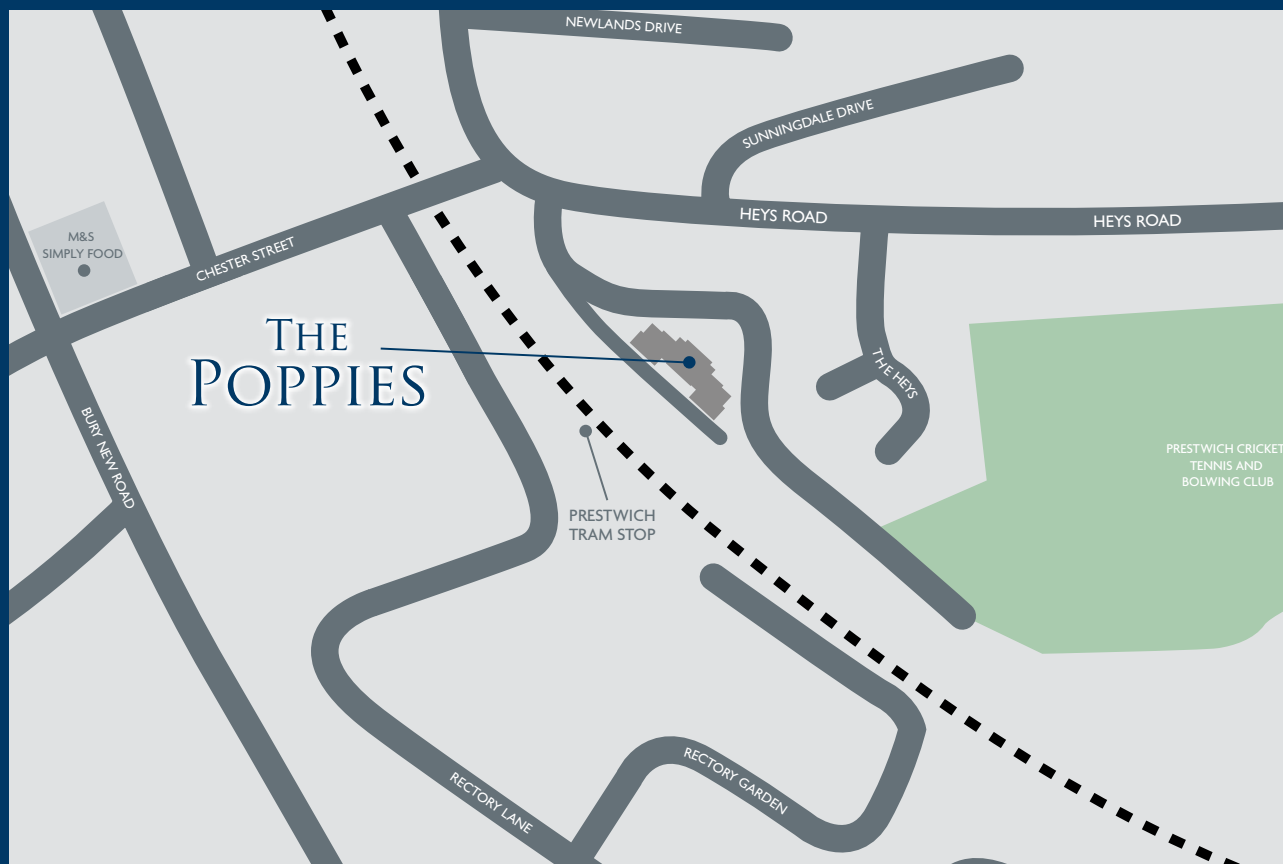 NEWLANDS DRIVE
SUNNINGDALE DRIVE
HEYS ROAD
HEYS ROAD
M&S
SIMPLY FOOD
CHESTER STREET
THE
POPPIES
THE HEYS
BURY NEW ROAD
PRESTWICH CRICKET
TENNIS AND
BOLWING CLUB
PRESTWICH
TRAM STOP
RECTORY LANE
RECTORY GARDEN